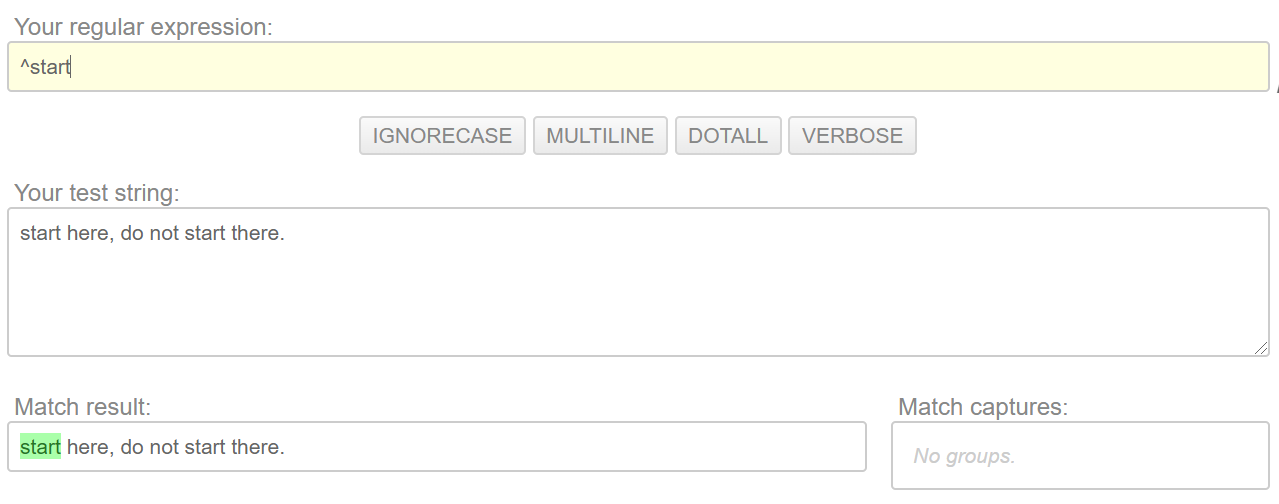 Your regular expression:
^start
IGNORECASE MULTILINE DOTALL VERBOSE
Your test string:
start here, do not start there.
Match result:
Match captures:
start here, do not start there.
No groups.